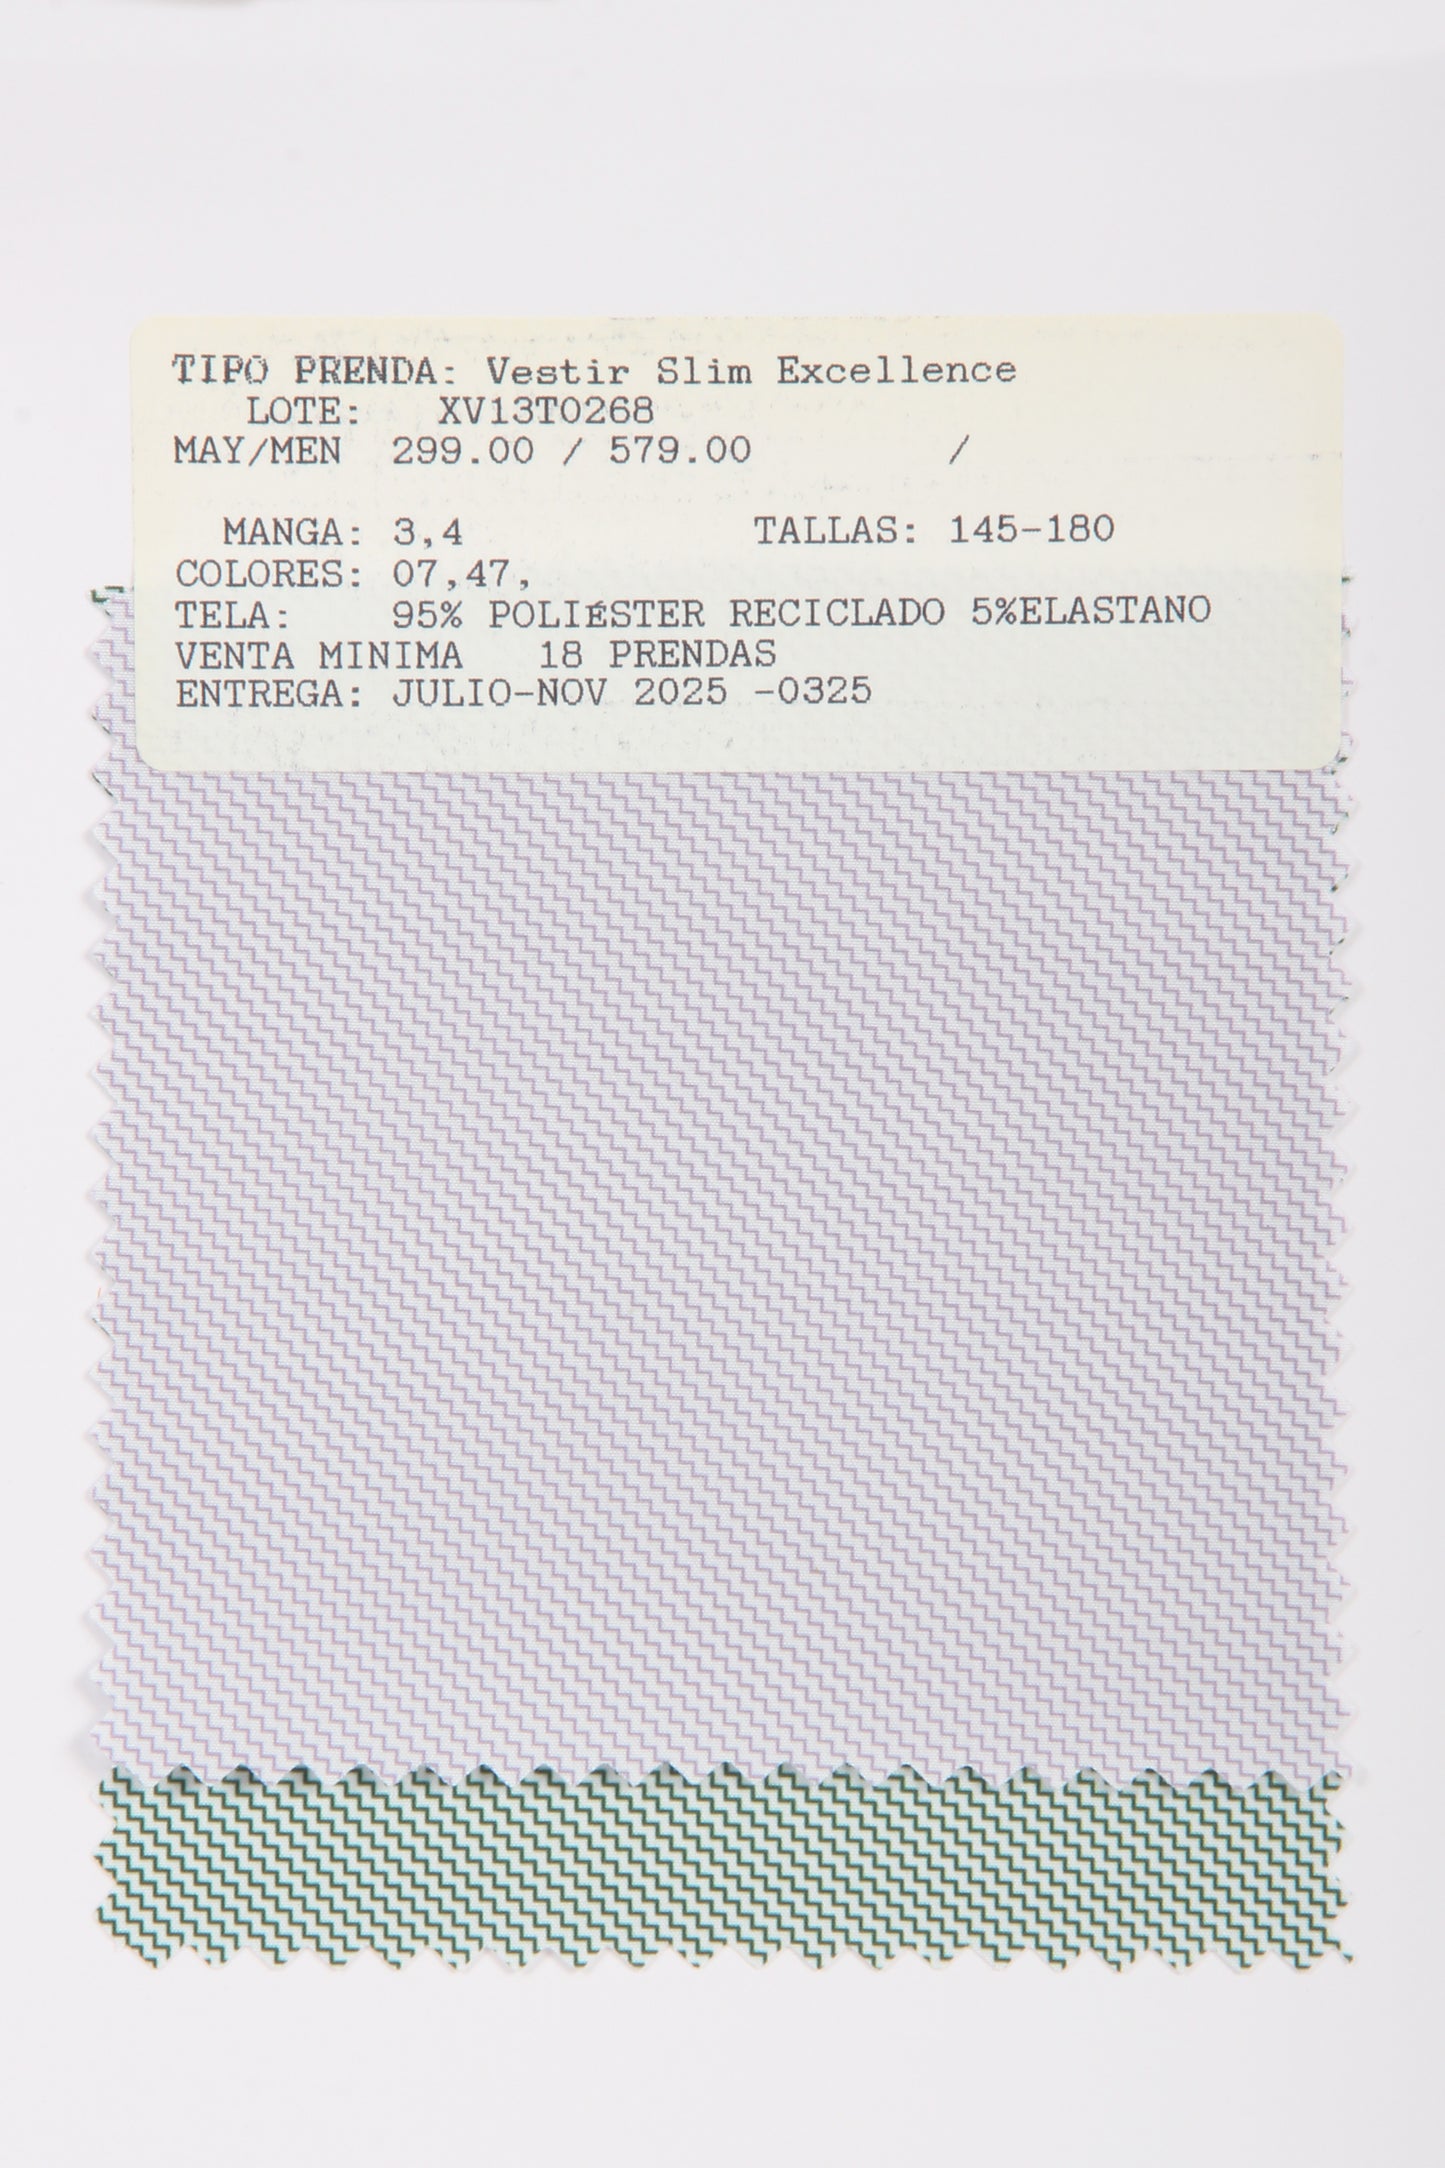 TIPO PRENDA: Vestir Slim Excellence
LOTE: XV13T0268
MAY/MEN 299.00 / 579.00 /
MANGA: 3,4 TALLAS: 145-180
COLORES: 07,47,
TELA: 95% POLIÉSTER RECICLADO 5%ELASTANO
VENTA MINIMA 18 PRENDAS
ENTREGA: JULIO-NOV 2025 -0325